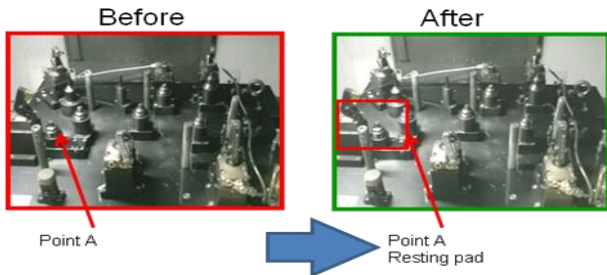 Before
After
Point A
Point A
Resting pad